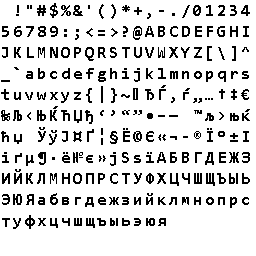 !"#$%&'()*+,-./01234
56789:;<=>?@ABCDEFGHI
JKLMNOPQRSTUVWXYZ[\]^
_`abcdefghijklmnopqrs
tuvwxyz{|}~▯ЂЃ‚ѓ„…†‡€
‰Љ‹ЊЌЋЏђ‘’“”•–— ™љ›њќ
ћџ ЎўЈ¤Ґ¦§Ё©Є«¬-®Ї°±І
іґµ¶·ё№є»јЅѕїАБВГДЕЖЗ
ИЙКЛМНОПРСТУФХЦЧШЩЪЫЬ
ЭЮЯабвгдежзийклмнопрс
туфхцчшщъыьэюя